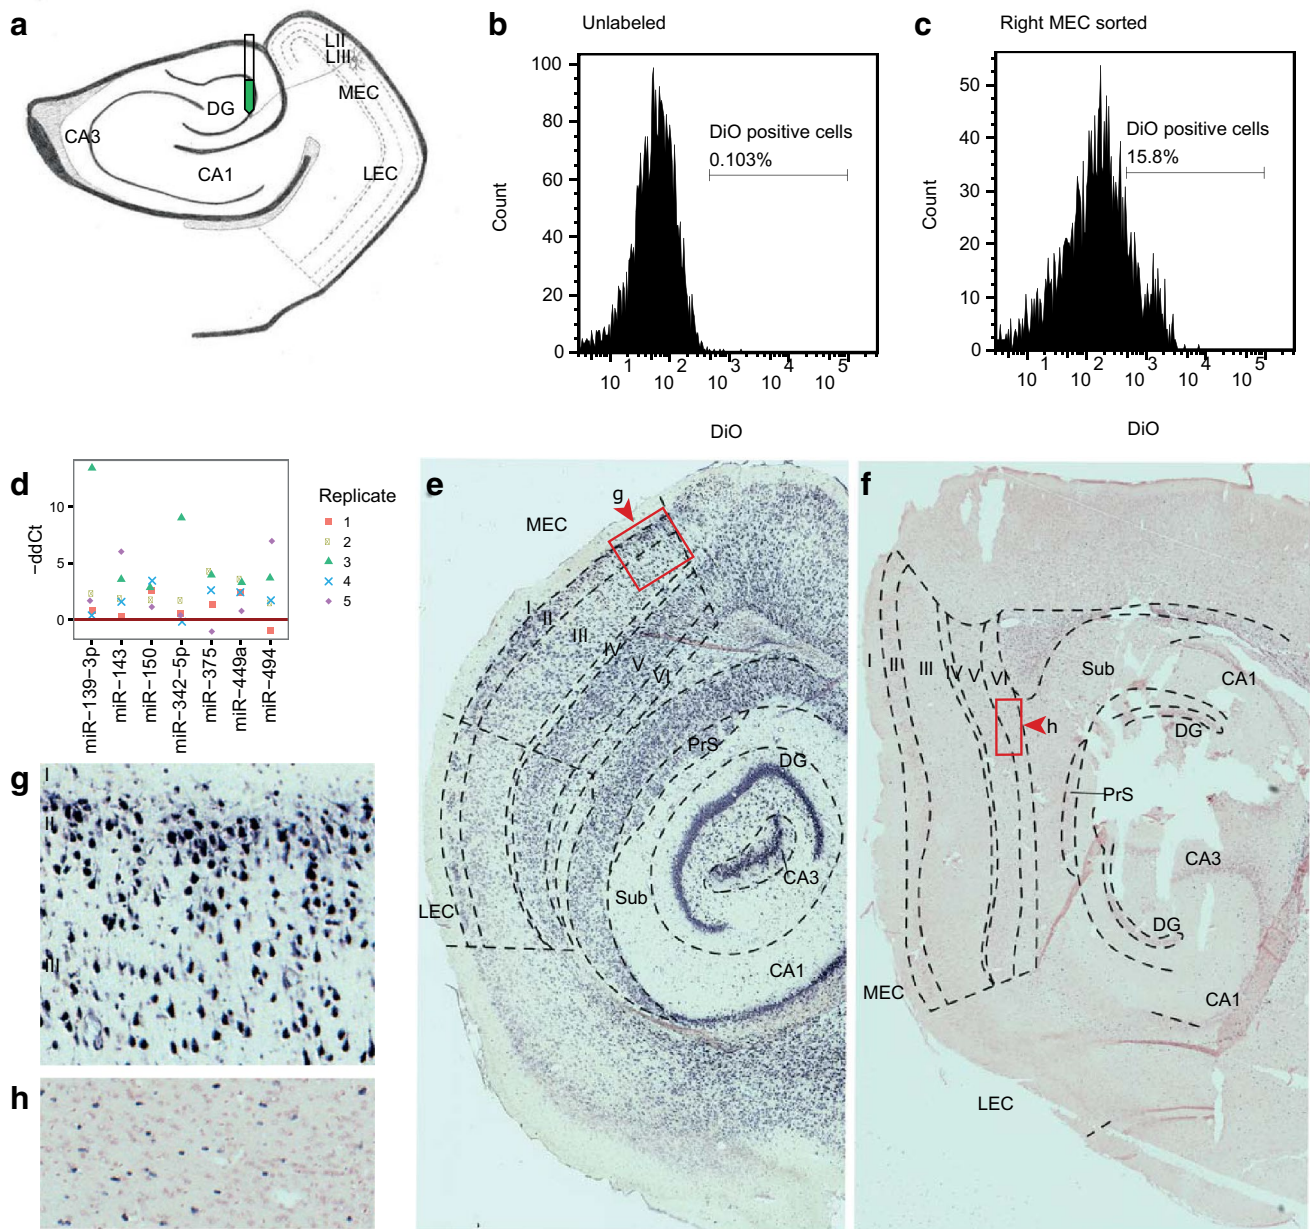 a
LII
LIII
MEC
DG
CA3
CA1
LEC
b
Unlabeled
Count
100
80
60
40
20
0
DiO positive cells
0.103%
10 1
10 2
10 3
10 4
10 5
DiO
c
Right MEC sorted
Count
50
40
30
20
10
0
DiO positive cells
15.8%
10 1
10 2
10 3
10 4
10 5
DiO
d
−ddCt
10
5
0
miR−139−3p
miR−143
miR−150
miR−342−5p
miR−375
miR−449a
miR−494
Replicate
1
2
3
4
5
e
g
MEC
I
II
III
IV
V
VI
PrS
DG
CA3
Sub
LEC
CA1
f
I
II
III
IV
V
VI
Sub
CA1
h
DG
PrS
CA3
DG
MEC
CA1
LEC
g
I
II
III
h